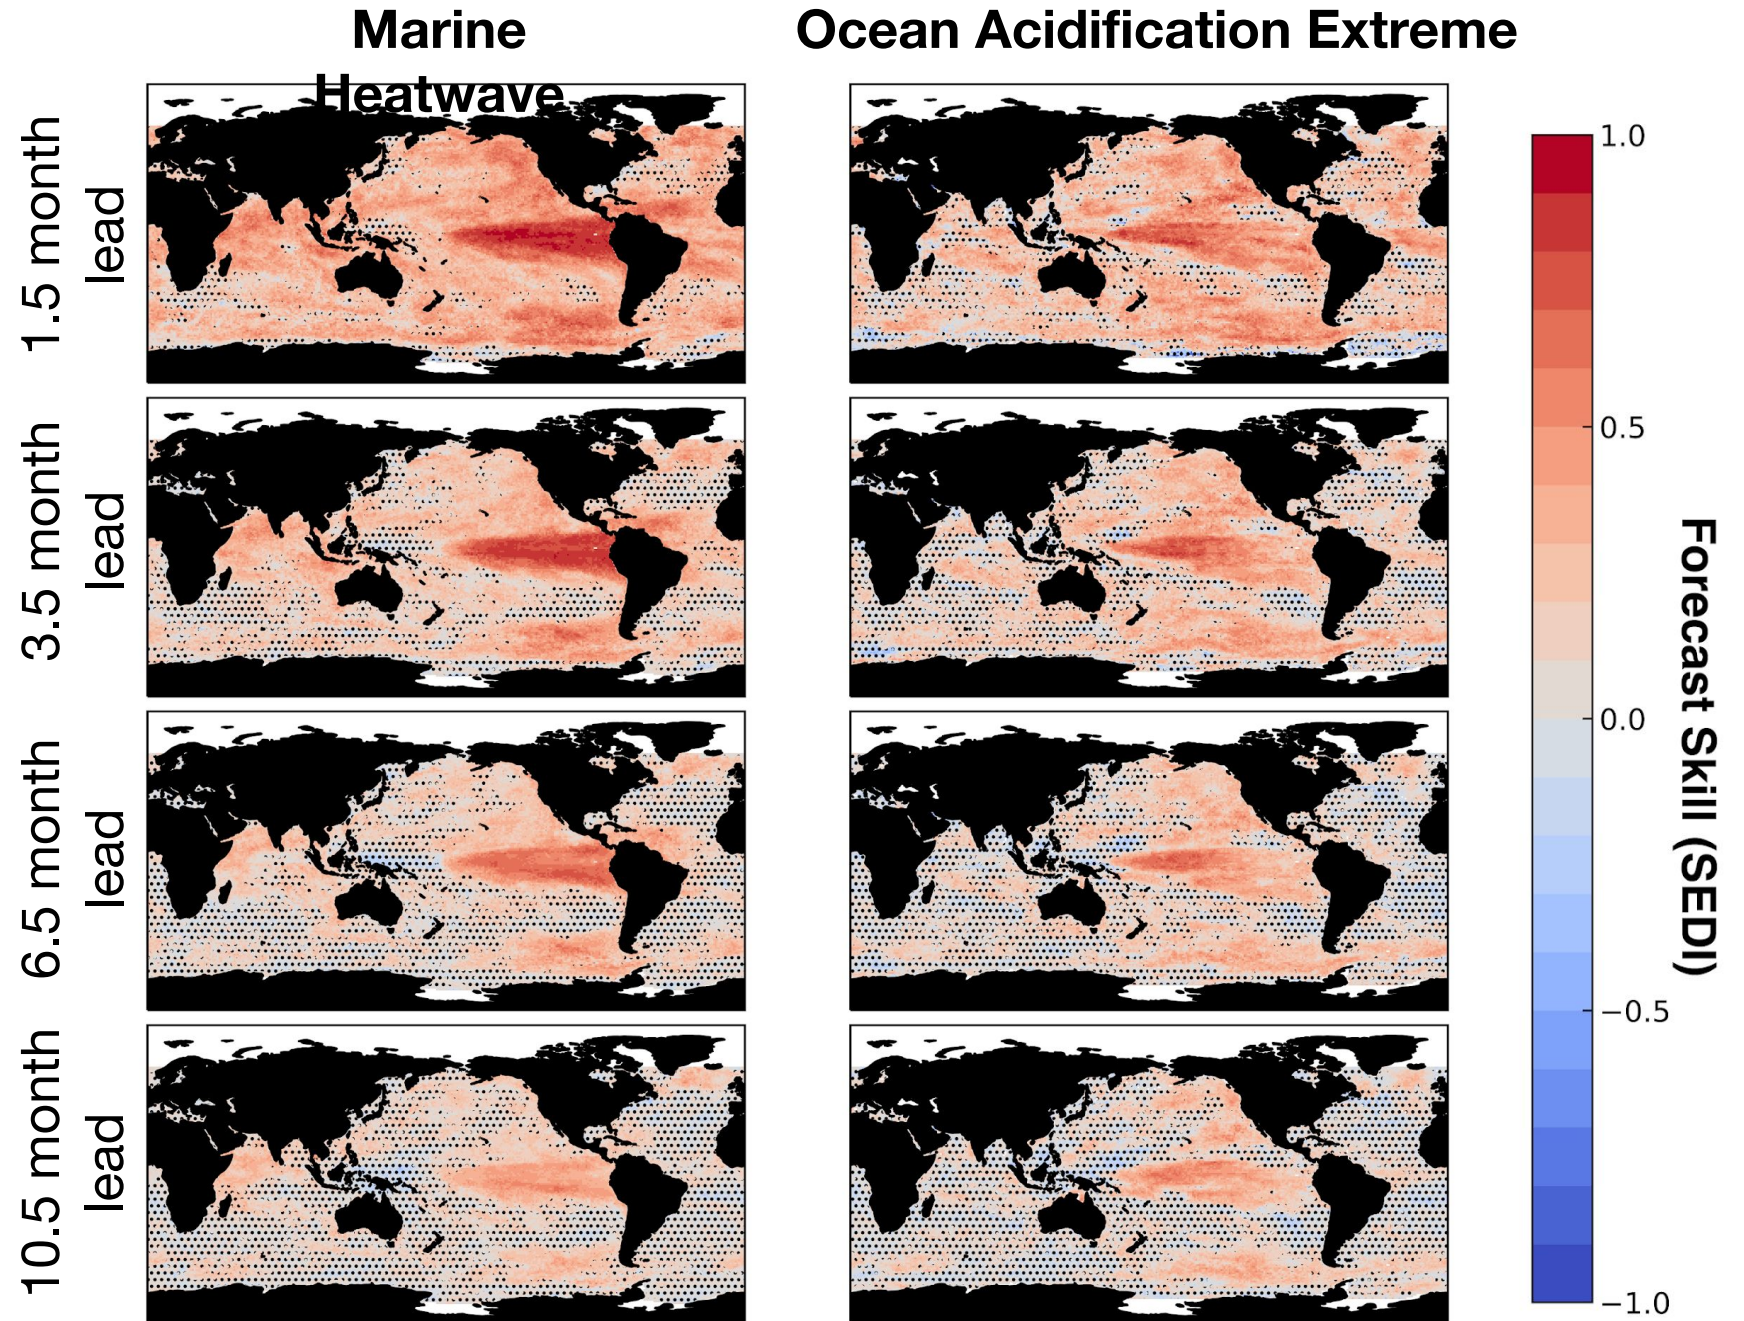 Marine
Heatwave
Ocean Acidification Extreme
1.5 month
lead
3.5 month
lead
6.5 month
lead
10.5 month
lead
1.0
0.5
0.0
−0.5
−1.0
Forecast Skill (SEDI)